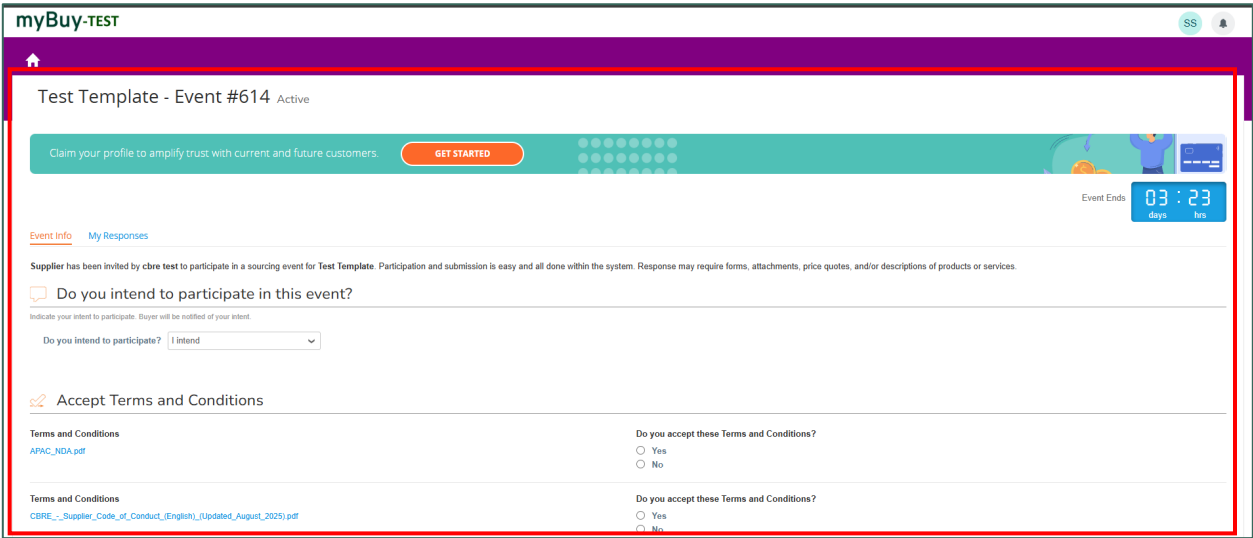 myBuy-TEST
SS
Test Template - Event #614 Active
Claim your profile to amplify trust with current and future customers.
GET STARTED
Event Ends
03 : 23
days hrs
Event Info My Responses
Supplier has been invited by cbre test to participate in a sourcing event for Test Template. Participation and submission is easy and all done within the system. Response may require forms, attachments, price quotes, and/or descriptions of products or services.
Do you intend to participate in this event?
Indicate your intent to participate. Buyer will be notified of your intent.
Do you intend to participate? I intend
Accept Terms and Conditions
Terms and Conditions Do you accept these Terms and Conditions?
APAC_NDA.pdf Yes
No
Terms and Conditions Do you accept these Terms and Conditions?
CBRE_-_Supplier_Code_of_Conduct_(English)_(Updated_August_2025).pdf Yes
No